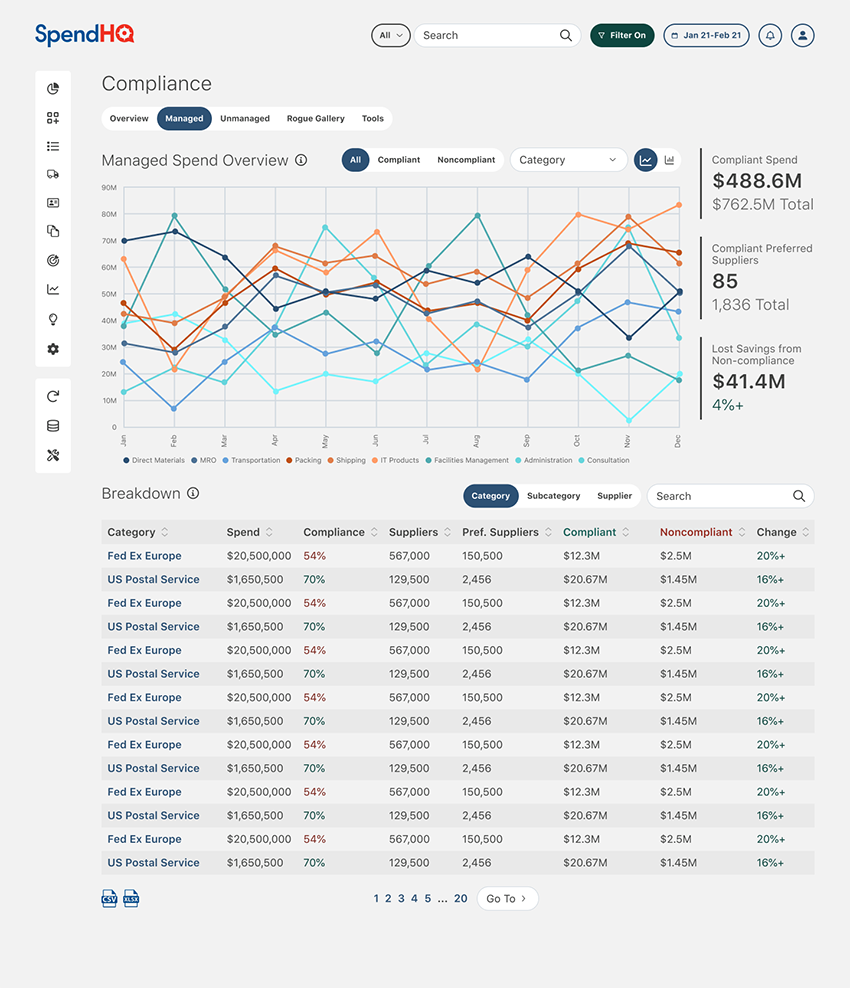 SpendHQ
All
Search
Filter On
Jan 21-Feb 21
Compliance
Overview Managed Unmanaged Rogue Gallery Tools
Managed Spend Overview
All Compliant Noncompliant
Category
90M
80M
70M
60M
50M
40M
30M
20M
10M
0
Jan Feb Mar Apr May Jun Jul Aug Sep Oct Nov Dec
Direct Materials MRO Transportation Packing Shipping IT Products Facilities Management Administration Consultation
Compliant Spend
$488.6M
$762.5M Total
Compliant Preferred
Suppliers
85
1,836 Total
Lost Savings from
Non-compliance
$41.4M
4%+
Breakdown
Category Subcategory Supplier
Search
Category Spend Compliance Suppliers Pref. Suppliers Compliant Noncompliant Change
Fed Ex Europe $20,500,000 54% 567,000 150,500 $12.3M $2.5M 20%+
US Postal Service $1,650,500 70% 129,500 2,456 $20.67M $1.45M 16%+
Fed Ex Europe $20,500,000 54% 567,000 150,500 $12.3M $2.5M 20%+
US Postal Service $1,650,500 70% 129,500 2,456 $20.67M $1.45M 16%+
Fed Ex Europe $20,500,000 54% 567,000 150,500 $12.3M $2.5M 20%+
US Postal Service $1,650,500 70% 129,500 2,456 $20.67M $1.45M 16%+
Fed Ex Europe $20,500,000 54% 567,000 150,500 $12.3M $2.5M 20%+
US Postal Service $1,650,500 70% 129,500 2,456 $20.67M $1.45M 16%+
Fed Ex Europe $20,500,000 54% 567,000 150,500 $12.3M $2.5M 20%+
US Postal Service $1,650,500 70% 129,500 2,456 $20.67M $1.45M 16%+
Fed Ex Europe $20,500,000 54% 567,000 150,500 $12.3M $2.5M 20%+
US Postal Service $1,650,500 70% 129,500 2,456 $20.67M $1.45M 16%+
Fed Ex Europe $20,500,000 54% 567,000 150,500 $12.3M $2.5M 20%+
US Postal Service $1,650,500 70% 129,500 2,456 $20.67M $1.45M 16%+
CSV XLSX
1 2 3 4 5 ... 20 Go To